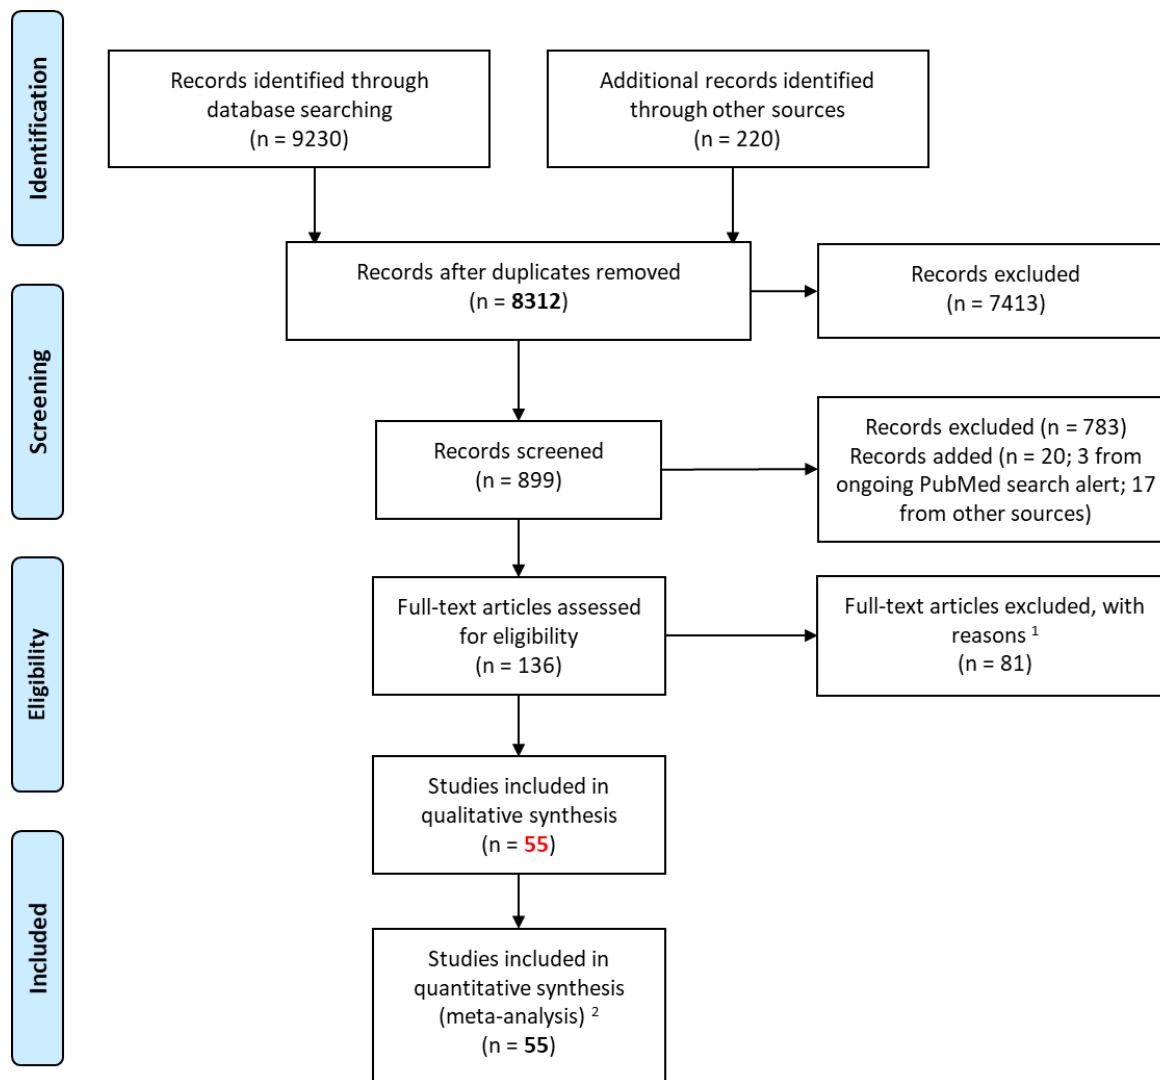 Identification
Records identified through
database searching
(n = 9230)
Additional records identified
through other sources
(n = 220)
Records after duplicates removed
(n = 8312)
Records excluded
(n = 7413)
Screening
Records screened
(n = 899)
Records excluded (n = 783)
Records added (n = 20; 3 from
ongoing PubMed search alert; 17
from other sources)
Eligibility
Full-text articles assessed
for eligibility
(n = 136)
Full-text articles excluded, with
reasons 1
(n = 81)
Studies included in
qualitative synthesis
(n = 55)
Included
Studies included in
quantitative synthesis
(meta-analysis) 2
(n = 55)